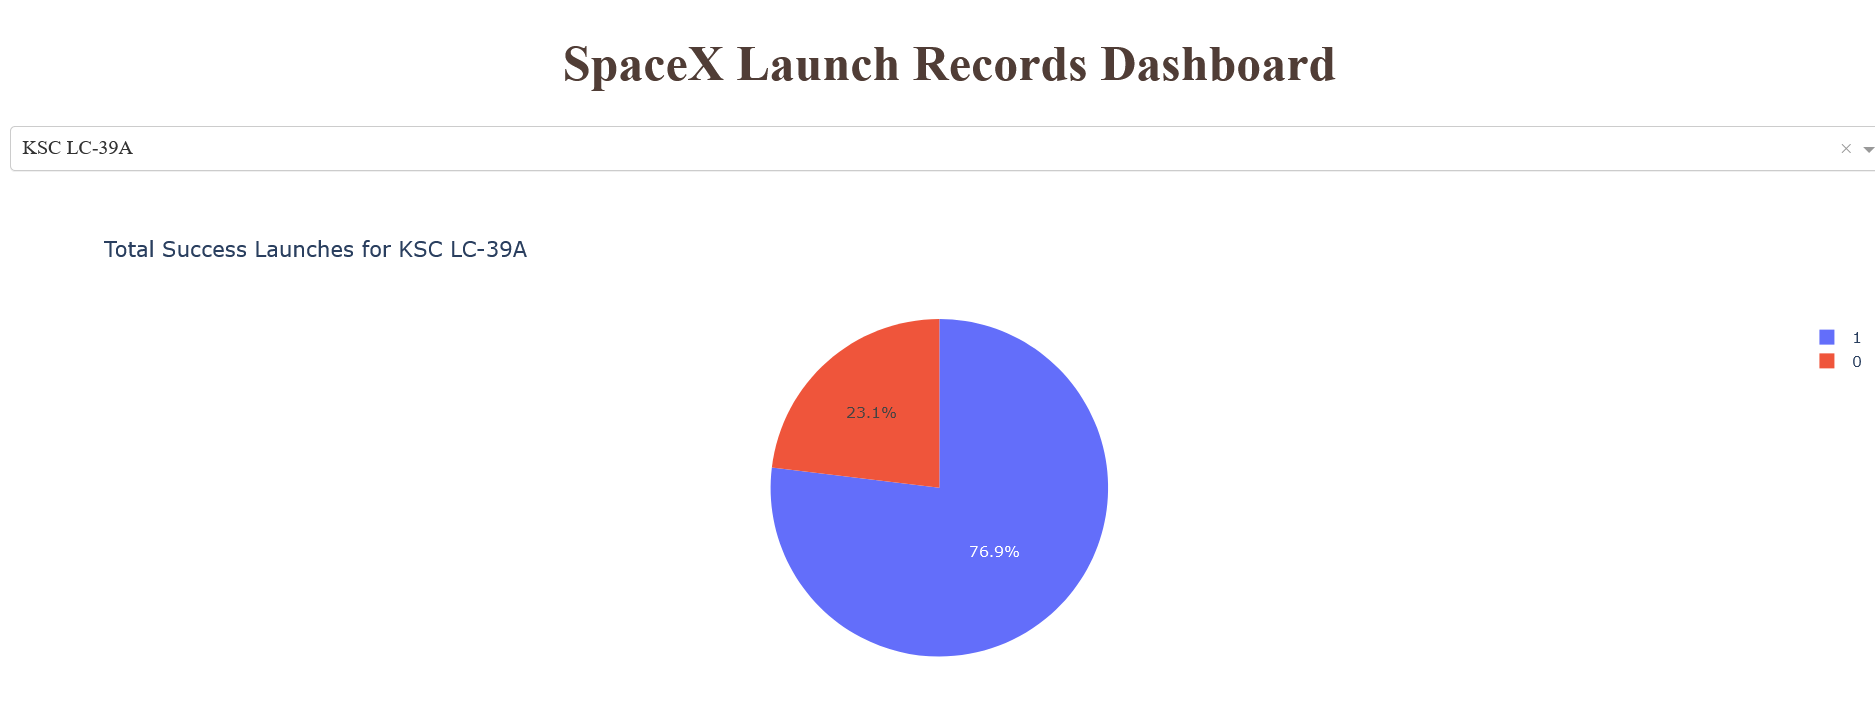 SpaceX Launch Records Dashboard
KSC LC-39A
×
Total Success Launches for KSC LC-39A
1
0
23.1%
76.9%